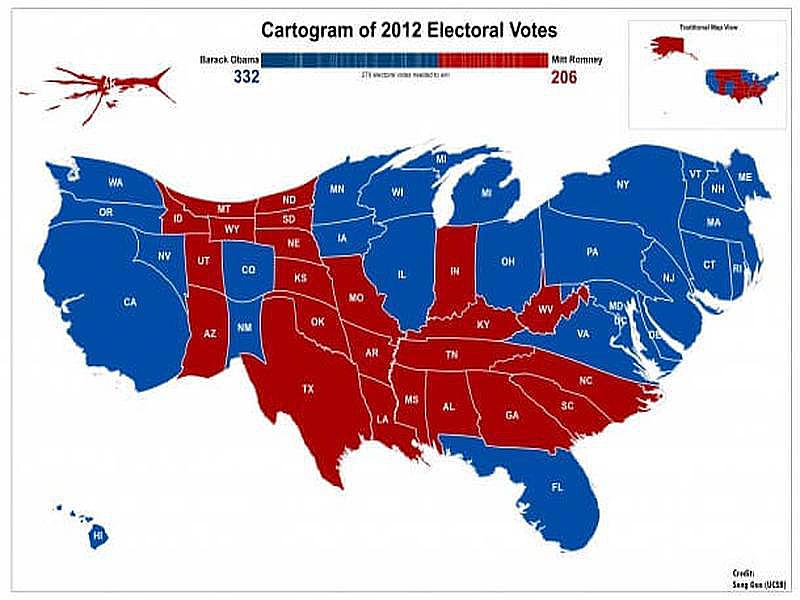 Cartogram of 2012 Electoral Votes
Traditional Map View
Barack Obama
Mitt Romney
332
270 electoral votes needed to win
206
WA
MT
ND
MN
WI
MI
MI
NY
VT
NH
ME
OR
ID
WY
SD
MA
NV
UT
CO
NE
IA
IL
IN
OH
PA
CT
RI
NJ
CA
KS
MO
WV
MD
DC
DE
AZ
NM
OK
KY
VA
AR
TN
NC
TX
LA
MS
AL
GA
SC
FL
HI
Credit:
Song Gao (UCSB)